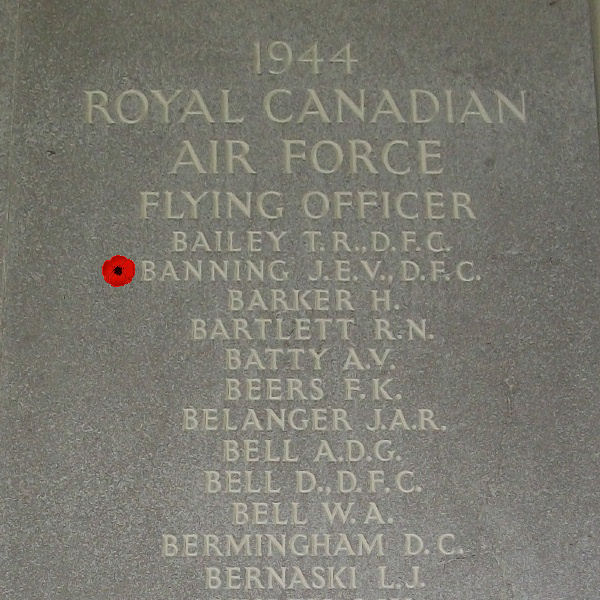 1944
ROYAL CANADIAN
AIR FORCE
FLYING OFFICER
BAILEY T.R., D.F.C.
BANNING J.E.V., D.F.C.
BARKER H.
BARTLETT R.N.
BATTY A.V.
BEERS F.K.
BELANGER J.A.R.
BELL A.D.G.
BELL D., D.F.C.
BELL W.A.
BERMINGHAM D.C.
BERNASKI L.J.